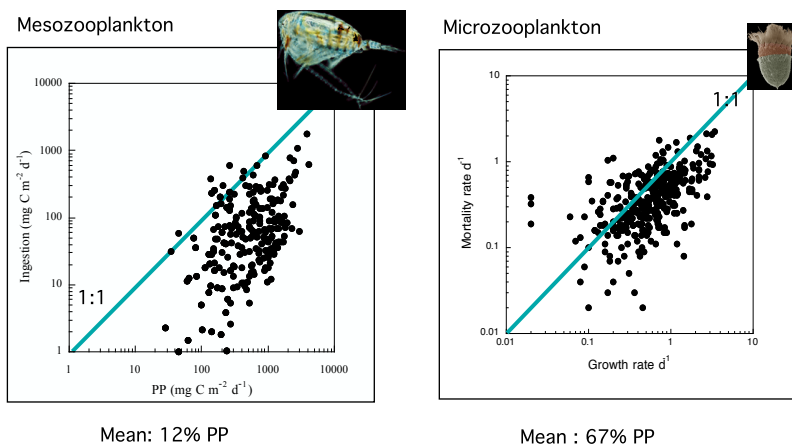 Mesozooplankton
10000
1000
100
10
1
Ingestion (mg C m⁻² d⁻¹)
1:1
1 10 100 1000 10000
PP (mg C m⁻² d⁻¹)
Mean: 12% PP
Microzooplankton
10
1
0.1
0.01
Mortality rate d⁻¹
1:1
0.01 0.1 1 10
Growth rate d⁻¹
Mean : 67% PP